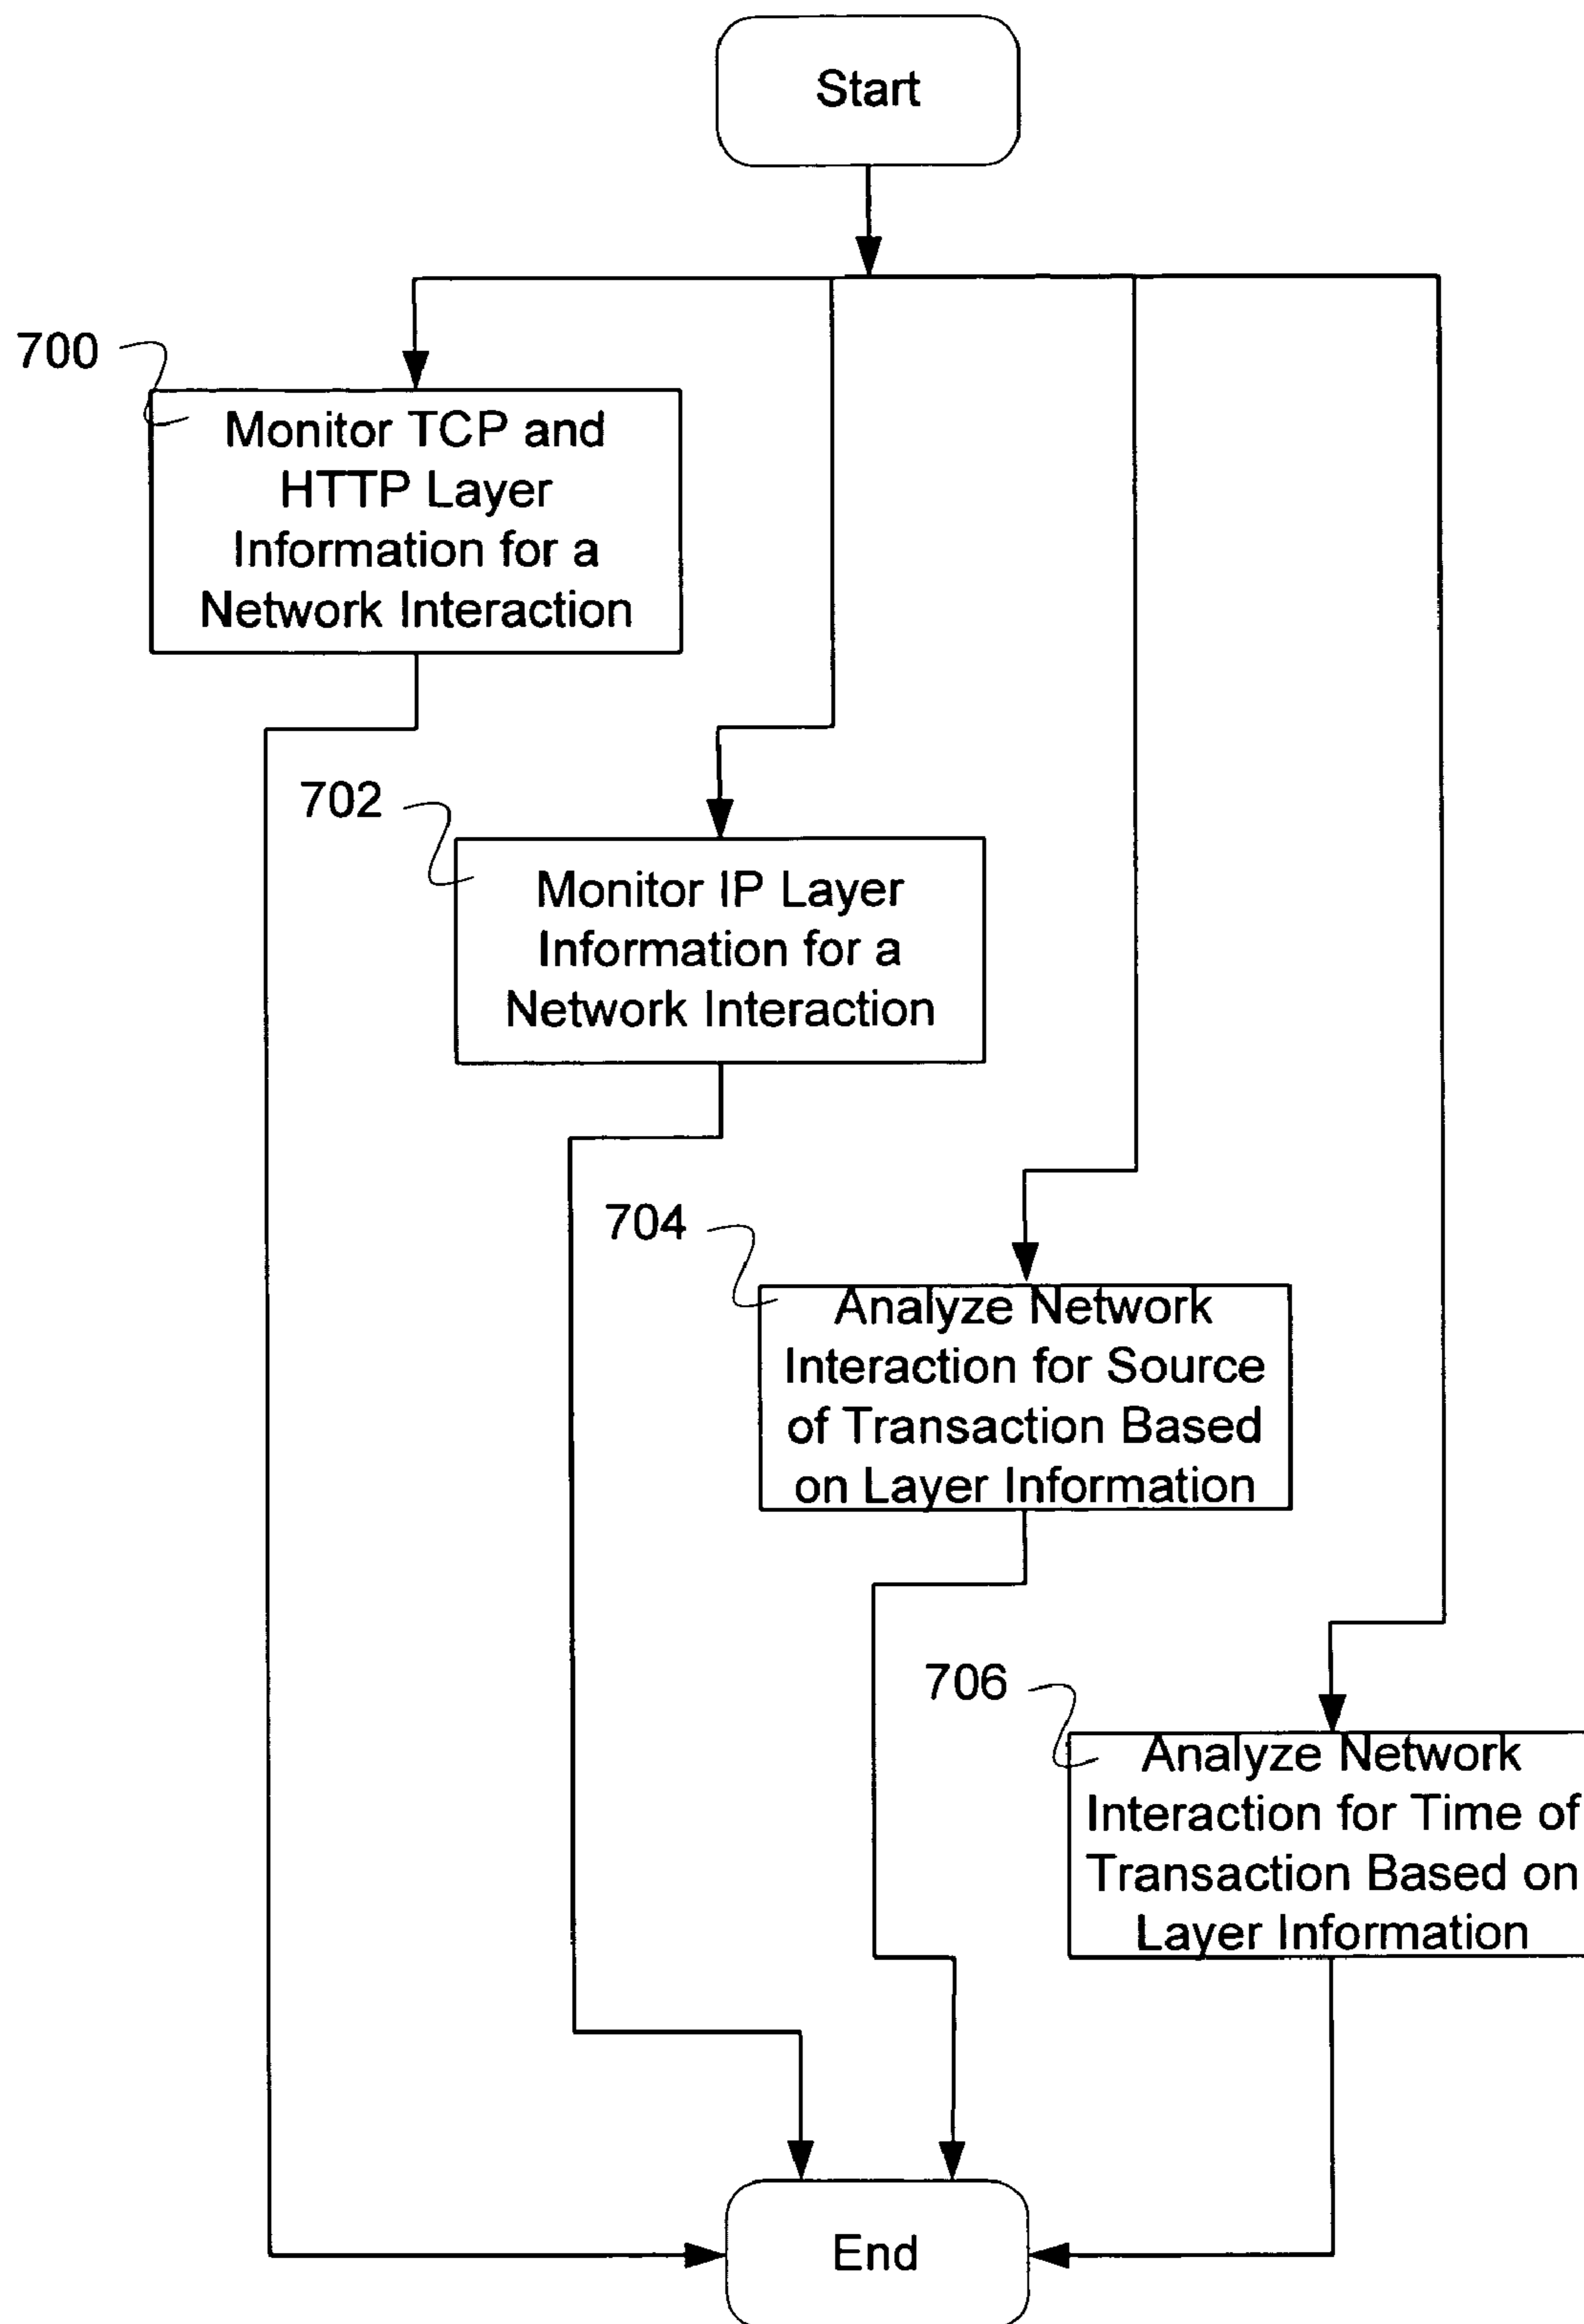 Start
700
Monitor TCP and
HTTP Layer
Information for a
Network Interaction
702
Monitor IP Layer
Information for a
Network Interaction
704
Analyze Network
Interaction for Source
of Transaction Based
on Layer Information
706
Analyze Network
Interaction for Time of
Transaction Based on
Layer Information
End